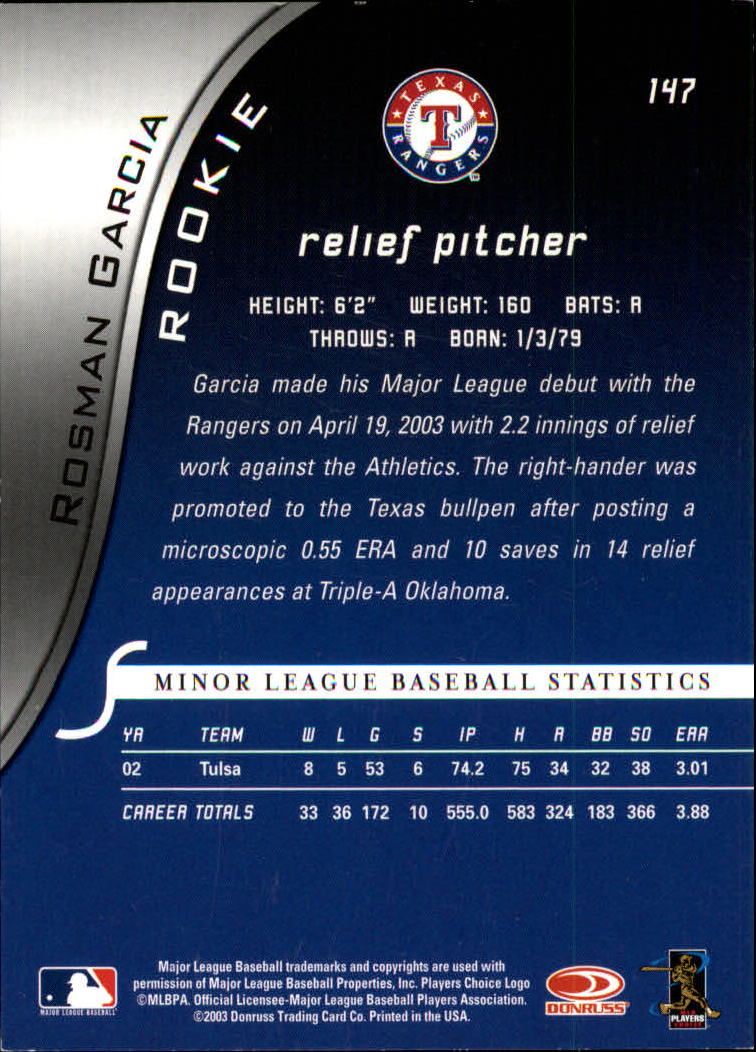 147
TEXAS
RANGERS
T
ROSMAN GARCIA
ROOKIE
relief pitcher
HEIGHT: 6'2" WEIGHT: 160 BATS: R
THROWS: R BORN: 1/3/79
Garcia made his Major League debut with the
Rangers on April 19, 2003 with 2.2 innings of relief
work against the Athletics. The right-hander was
promoted to the Texas bullpen after posting a
microscopic 0.55 ERA and 10 saves in 14 relief
appearances at Triple-A Oklahoma.
MINOR LEAGUE BASEBALL STATISTICS
YR TEAM W L G S IP H R BB SO ERA
02 Tulsa 8 5 53 6 74.2 75 34 32 38 3.01
CAREER TOTALS 33 36 172 10 555.0 583 324 183 366 3.88
Major League Baseball trademarks and copyrights are used with
permission of Major League Baseball Properties, Inc. Players Choice Logo
©MLBPA. Official Licensee-Major League Baseball Players Association.
©2003 Donruss Trading Card Co. Printed in the USA.
MAJOR LEAGUE BASEBALL
DONRUSS
PLAYERS
CHOICE